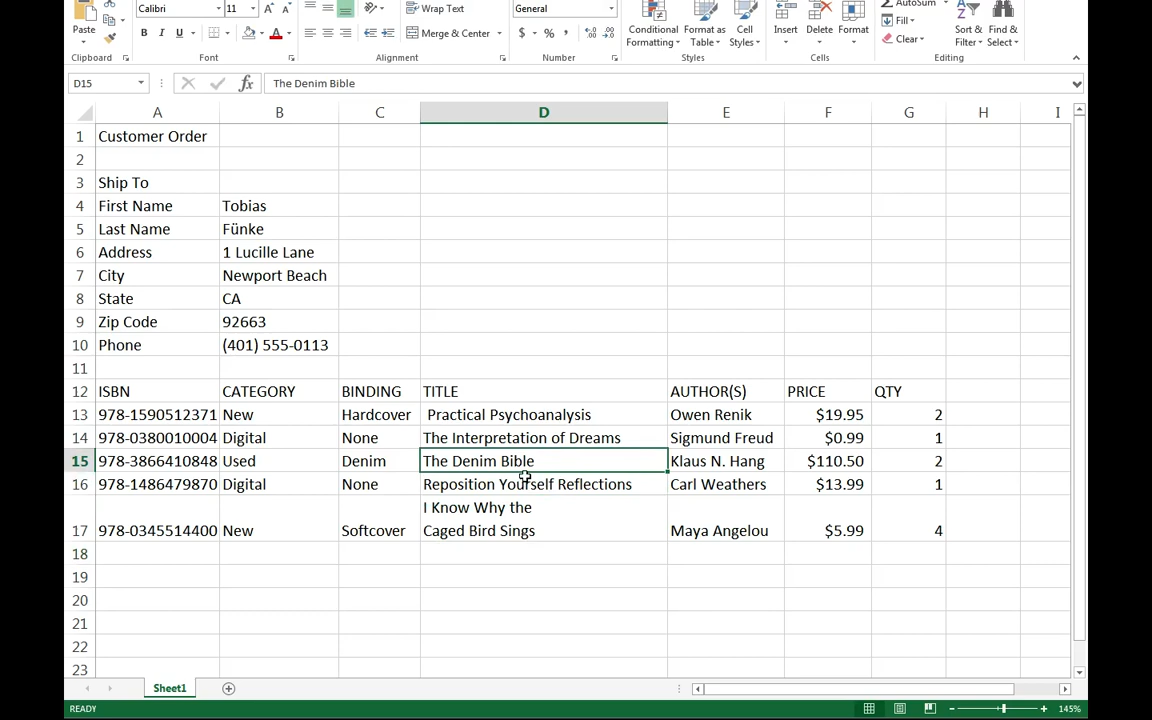 Calibri 11 Wrap Text General AutoSum
Paste B I U Merge & Center $ % , Conditional Formatting Format as Table Cell Styles Insert Delete Format Fill Clear Sort & Filter Find & Select
Clipboard Font Alignment Number Styles Cells Editing
D15 fx The Denim Bible
A B C D E F G H I
1 Customer Order
2
3 Ship To
4 First Name Tobias
5 Last Name Fünke
6 Address 1 Lucille Lane
7 City Newport Beach
8 State CA
9 Zip Code 92663
10 Phone (401) 555-0113
11
12 ISBN CATEGORY BINDING TITLE AUTHOR(S) PRICE QTY
13 978-1590512371 New Hardcover Practical Psychoanalysis Owen Renik $19.95 2
14 978-0380010004 Digital None The Interpretation of Dreams Sigmund Freud $0.99 1
15 978-3866410848 Used Denim The Denim Bible Klaus N. Hang $110.50 2
16 978-1486479870 Digital None Reposition Yourself Reflections Carl Weathers $13.99 1
I Know Why the
17 978-0345514400 New Softcover Caged Bird Sings Maya Angelou $5.99 4
18
19
20
21
22
23
Sheet1
READY 145%